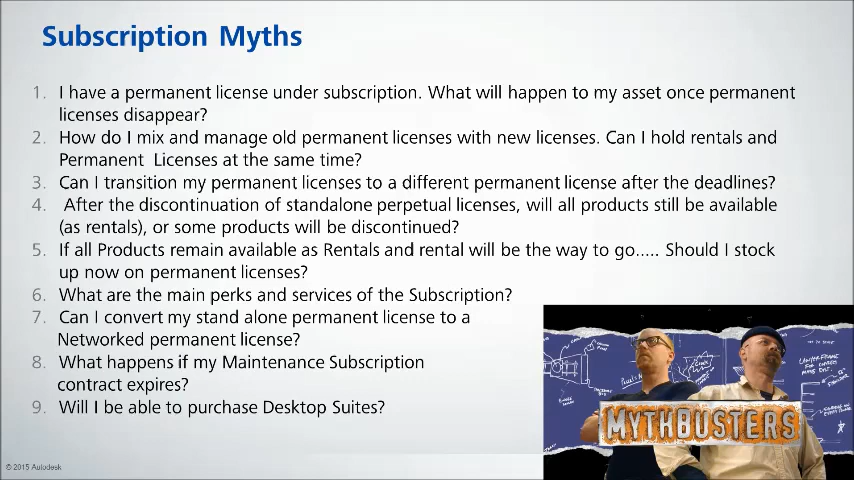 Subscription Myths
1. I have a permanent license under subscription. What will happen to my asset once permanent
licenses disappear?
2. How do I mix and manage old permanent licenses with new licenses. Can I hold rentals and
Permanent Licenses at the same time?
3. Can I transition my permanent licenses to a different permanent license after the deadlines?
4. After the discontinuation of standalone perpetual licenses, will all products still be available
(as rentals), or some products will be discontinued?
5. If all Products remain available as Rentals and rental will be the way to go..... Should I stock
up now on permanent licenses?
6. What are the main perks and services of the Subscription?
7. Can I convert my stand alone permanent license to a
Networked permanent license?
8. What happens if my Maintenance Subscription
contract expires?
9. Will I be able to purchase Desktop Suites?
MYTHBUSTERS
© 2015 Autodesk